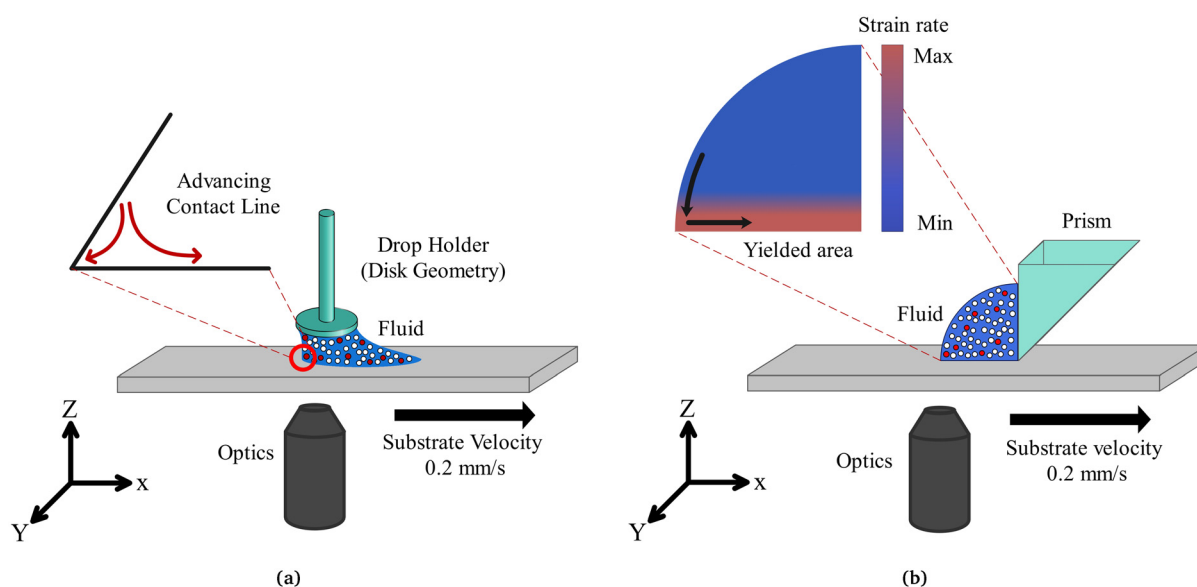 Advancing
Contact Line
Drop Holder
(Disk Geometry)
Fluid
Z
x
Y
Optics
Substrate Velocity
0.2 mm/s
(a)
Strain rate
Max
Min
Yielded area
Prism
Fluid
Z
x
Y
Optics
Substrate velocity
0.2 mm/s
(b)